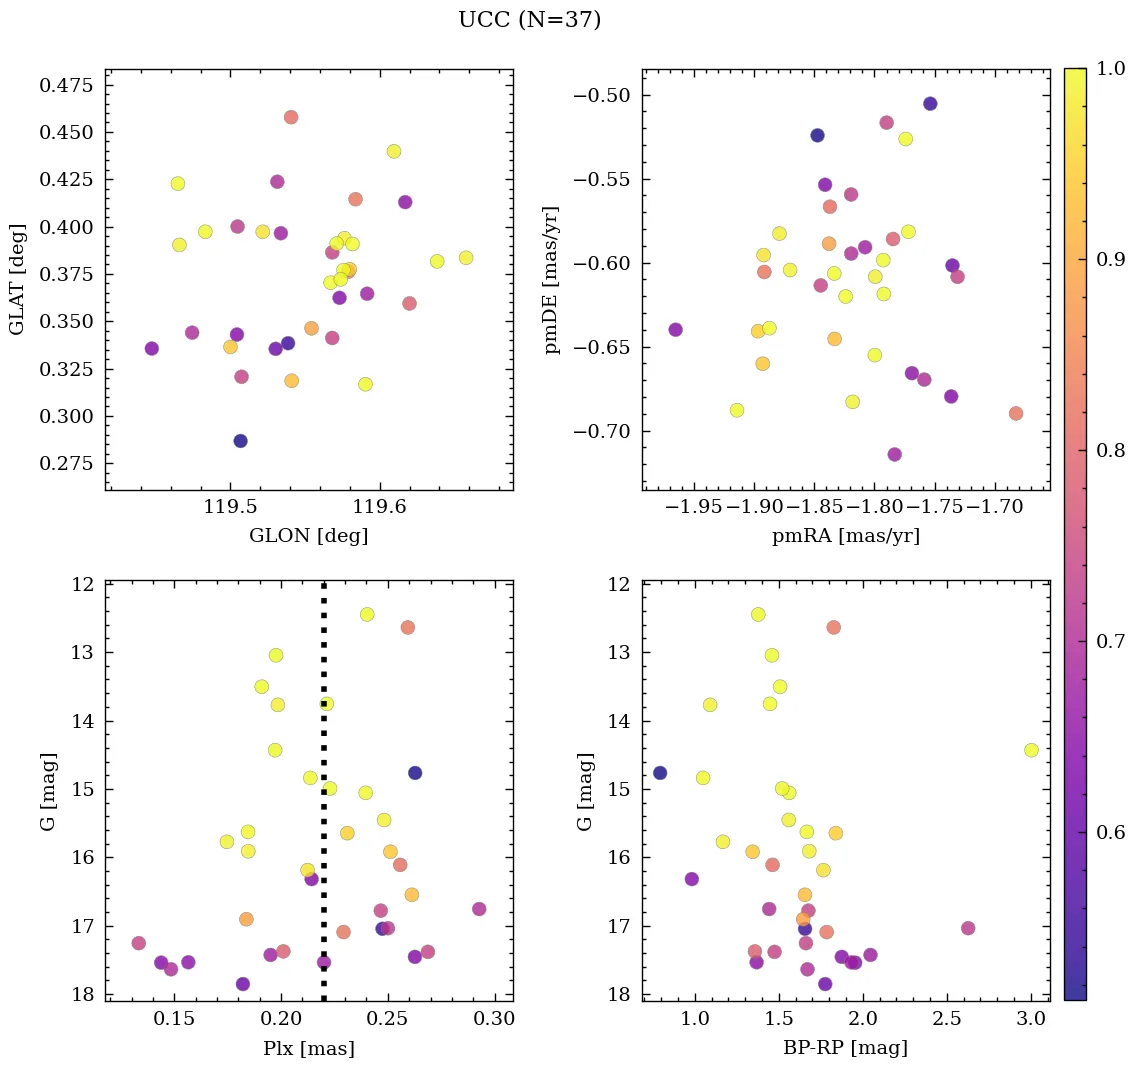 UCC (N=37)
0.475
0.450
0.425
0.400
0.375
0.350
0.325
0.300
0.275
GLAT [deg]
119.5 119.6
GLON [deg]
−0.50
−0.55
−0.60
−0.65
−0.70
pmDE [mas/yr]
−1.95 −1.90 −1.85 −1.80 −1.75 −1.70
pmRA [mas/yr]
12
13
14
15
16
17
18
G [mag]
0.15 0.20 0.25 0.30
Plx [mas]
12
13
14
15
16
17
18
G [mag]
1.0 1.5 2.0 2.5 3.0
BP-RP [mag]
1.0
0.9
0.8
0.7
0.6